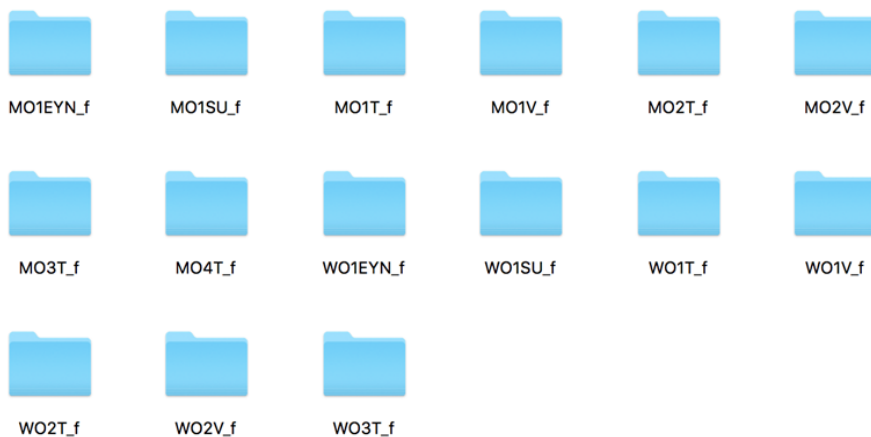 MO1EYN_f MO1SU_f MO1T_f MO1V_f MO2T_f MO2V_f
MO3T_f MO4T_f WO1EYN_f WO1SU_f WO1T_f WO1V_f
WO2T_f WO2V_f WO3T_f